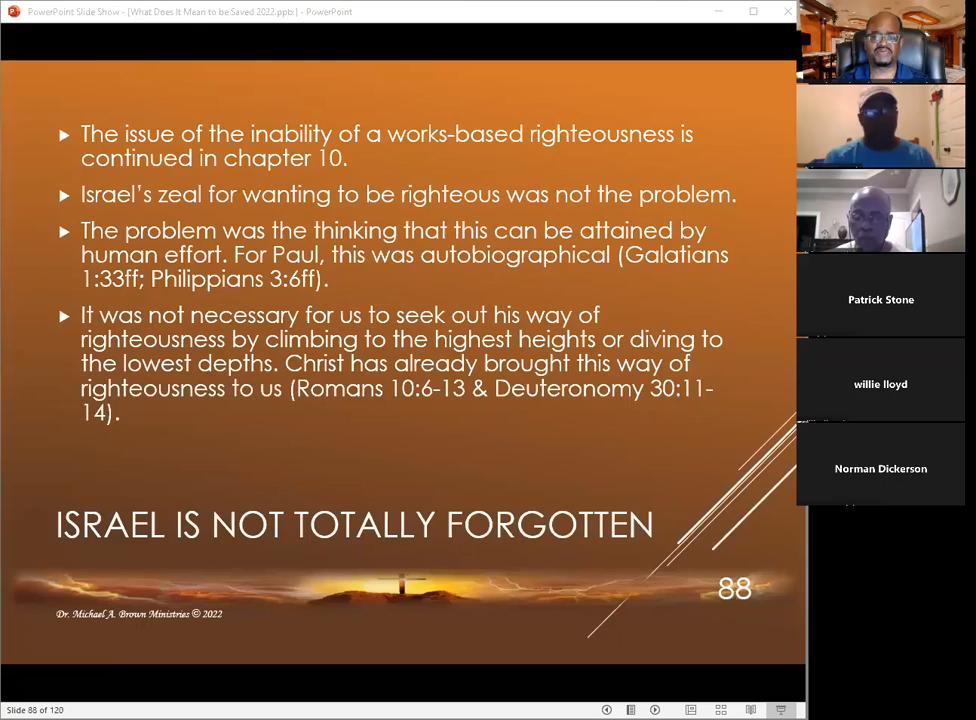 PowerPoint Slide Show - [What Does It Mean to be Saved 2022.ppb:] - PowerPoint
▶ The issue of the inability of a works-based righteousness is
continued in chapter 10.
▶ Israel's zeal for wanting to be righteous was not the problem.
▶ The problem was the thinking that this can be attained by
human effort. For Paul, this was autobiographical (Galatians
1:33ff; Philippians 3:6ff).
▶ It was not necessary for us to seek out his way of
righteousness by climbing to the highest heights or diving to
the lowest depths. Christ has already brought this way of
righteousness to us (Romans 10:6-13 & Deuteronomy 30:11-
14).
ISRAEL IS NOT TOTALLY FORGOTTEN
88
Dr. Michael A. Brown Ministries © 2022
Slide 88 of 120
Patrick Stone
willie lloyd
Norman Dickerson